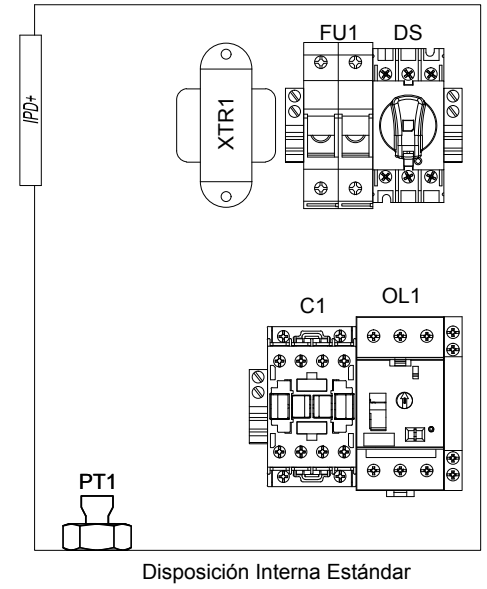 FU1 DS
IPD+
XTR1
C1
OL1
PT1
Disposición Interna Estándar